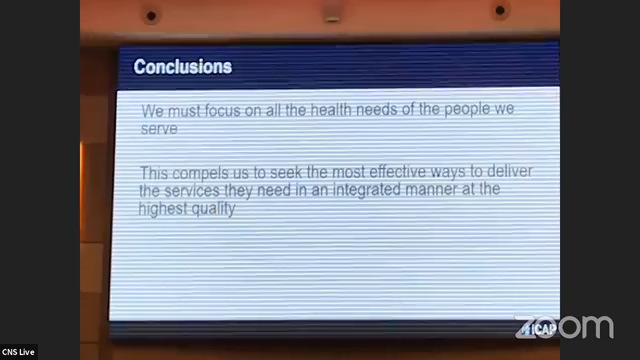 Conclusions
We must focus on all the health needs of the people we
serve
This compels us to seek the most effective ways to deliver
the services they need in an integrated manner at the
highest quality
ICAP
zoom
CNS Live